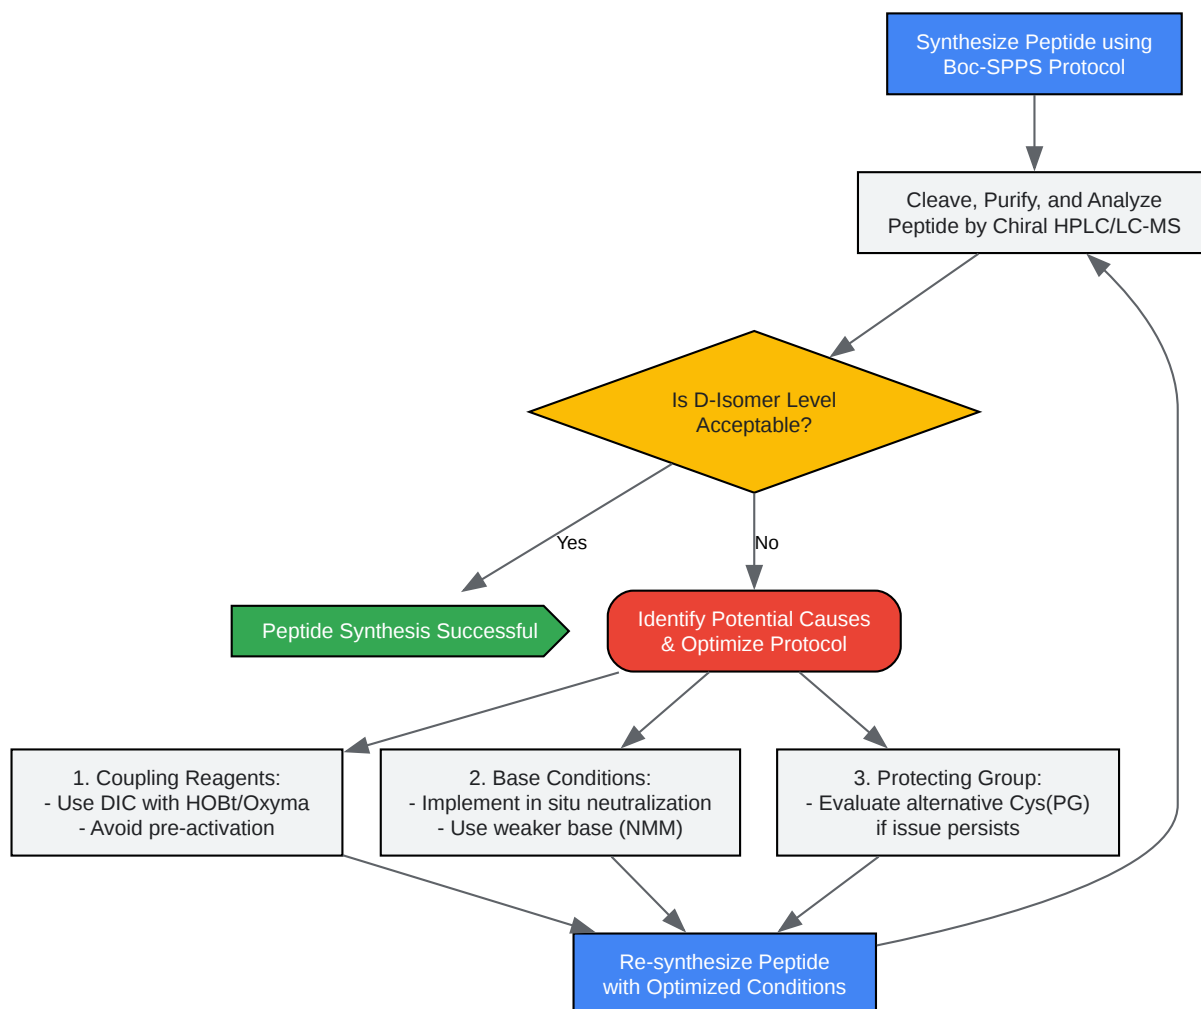 Synthesize Peptide using
Boc-SPPS Protocol
Cleave, Purify, and Analyze
Peptide by Chiral HPLC/LC-MS
Is D-Isomer Level
Acceptable?
Yes
No
Peptide Synthesis Successful
Identify Potential Causes
& Optimize Protocol
1. Coupling Reagents:
- Use DIC with HOBt/Oxyma
- Avoid pre-activation
2. Base Conditions:
- Implement in situ neutralization
- Use weaker base (NMM)
3. Protecting Group:
- Evaluate alternative Cys(PG)
if issue persists
Re-synthesize Peptide
with Optimized Conditions